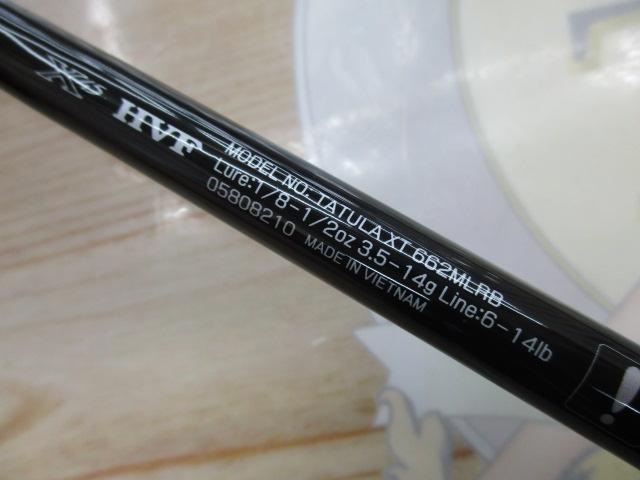 X45
HVF
MODEL NO. TATULA XT 662MLRB
Lure:1/8-1/2oz 3.5-14g Line:6-14lb
05808210 MADE IN VIETNAM
!